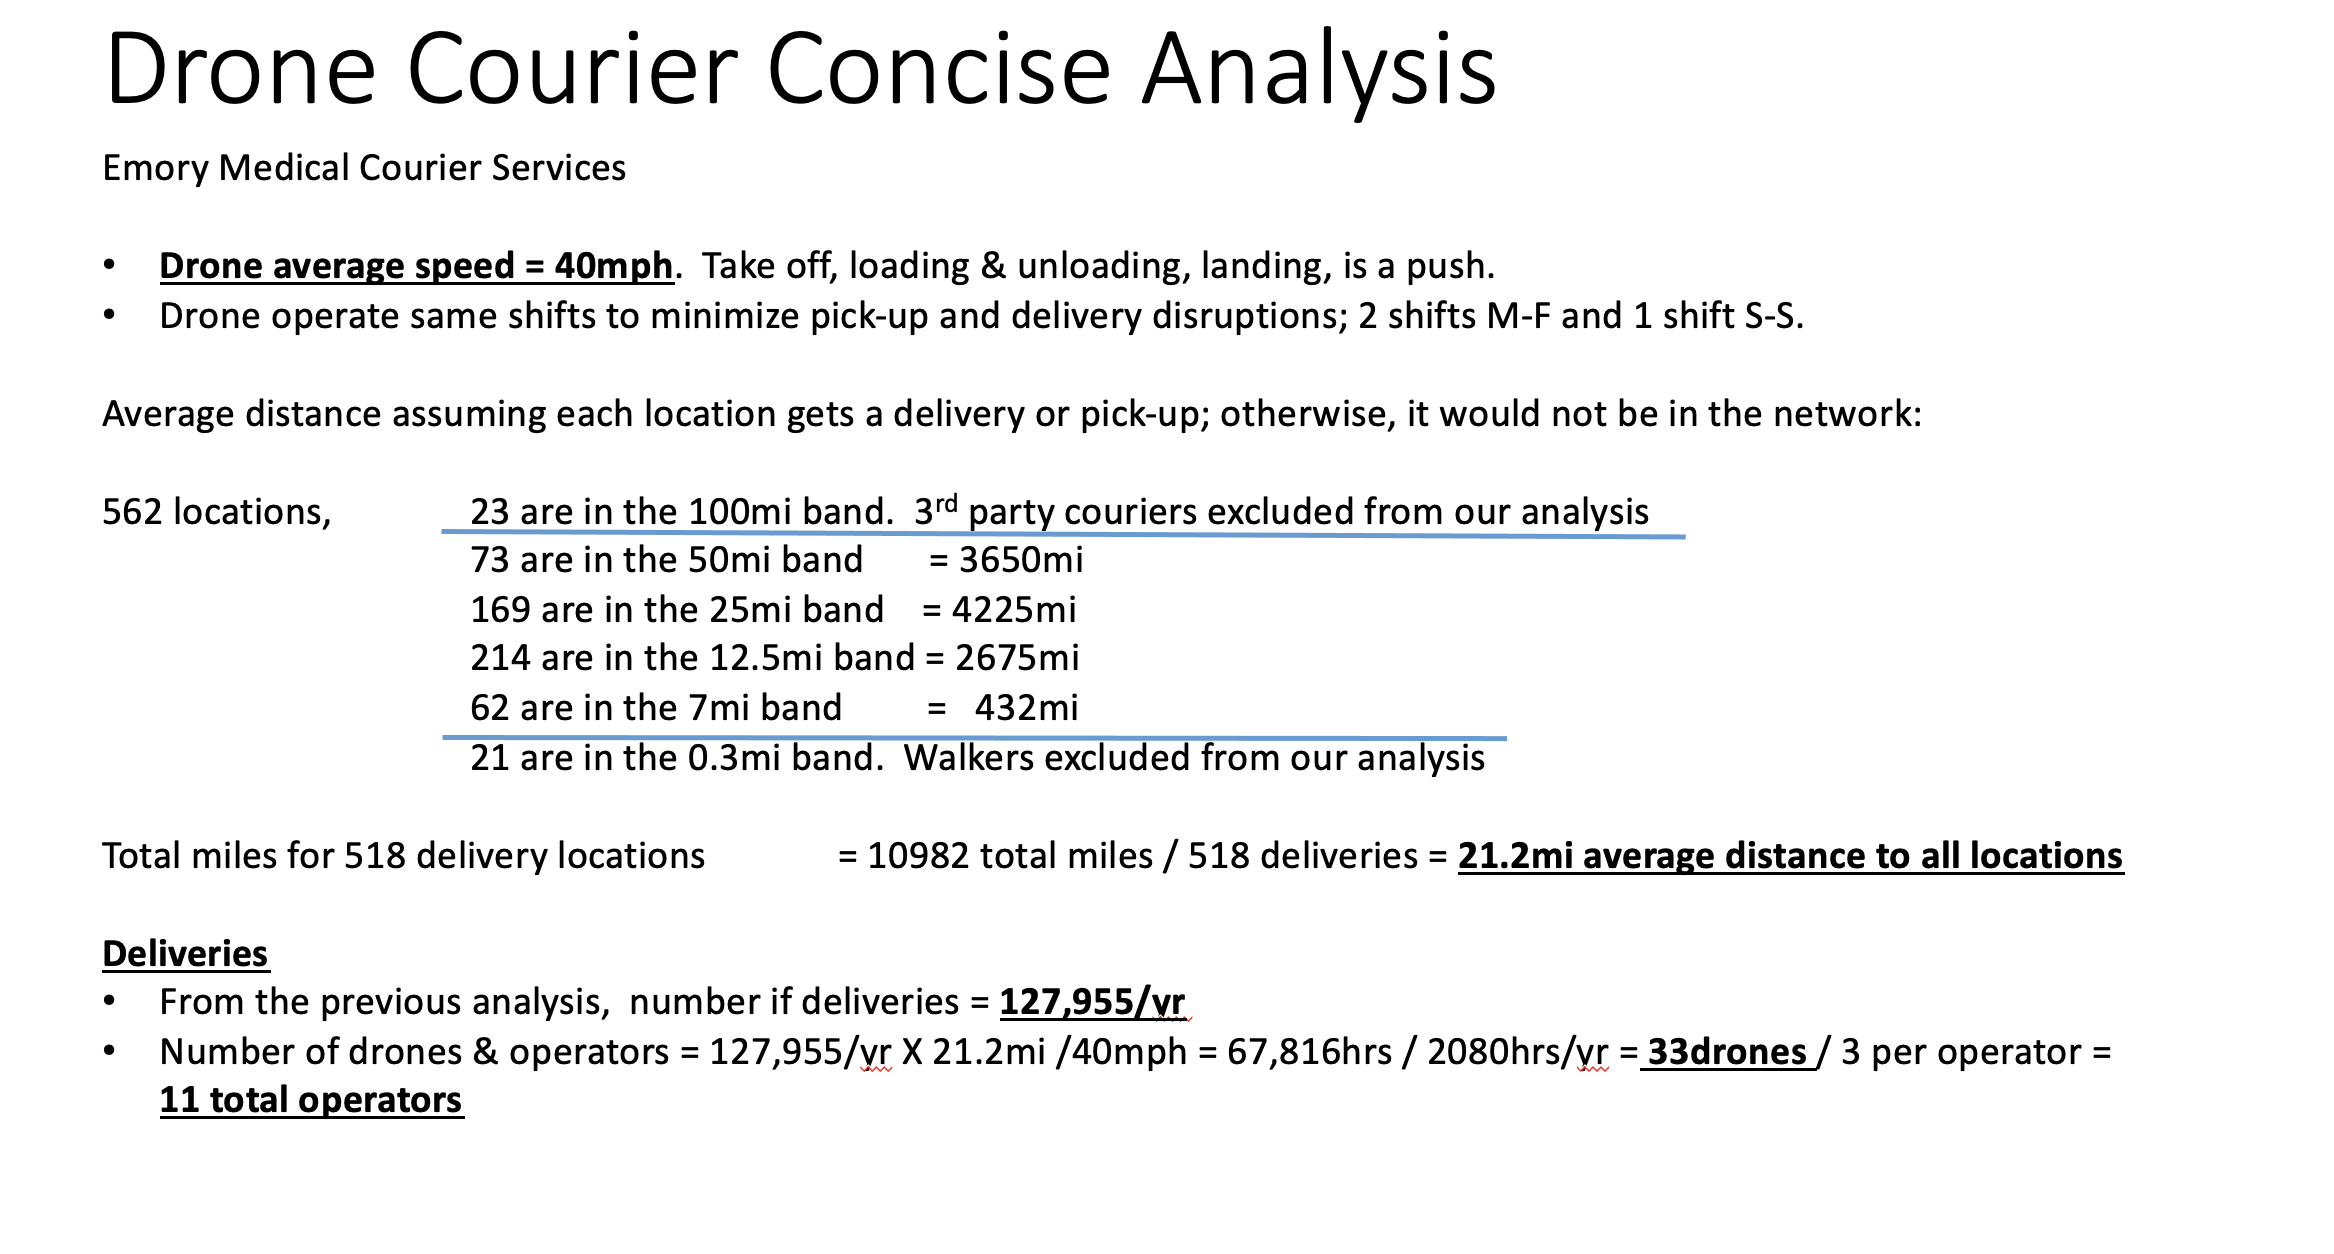 Drone Courier Concise Analysis
Emory Medical Courier Services
• Drone average speed = 40mph. Take off, loading & unloading, landing, is a push.
• Drone operate same shifts to minimize pick-up and delivery disruptions; 2 shifts M-F and 1 shift S-S.
Average distance assuming each location gets a delivery or pick-up; otherwise, it would not be in the network:
562 locations, 23 are in the 100mi band. 3rd party couriers excluded from our analysis
73 are in the 50mi band = 3650mi
169 are in the 25mi band = 4225mi
214 are in the 12.5mi band = 2675mi
62 are in the 7mi band = 432mi
21 are in the 0.3mi band. Walkers excluded from our analysis
Total miles for 518 delivery locations = 10982 total miles / 518 deliveries = 21.2mi average distance to all locations
Deliveries
• From the previous analysis, number if deliveries = 127,955/yr
• Number of drones & operators = 127,955/yr X 21.2mi /40mph = 67,816hrs / 2080hrs/yr = 33drones / 3 per operator =
11 total operators